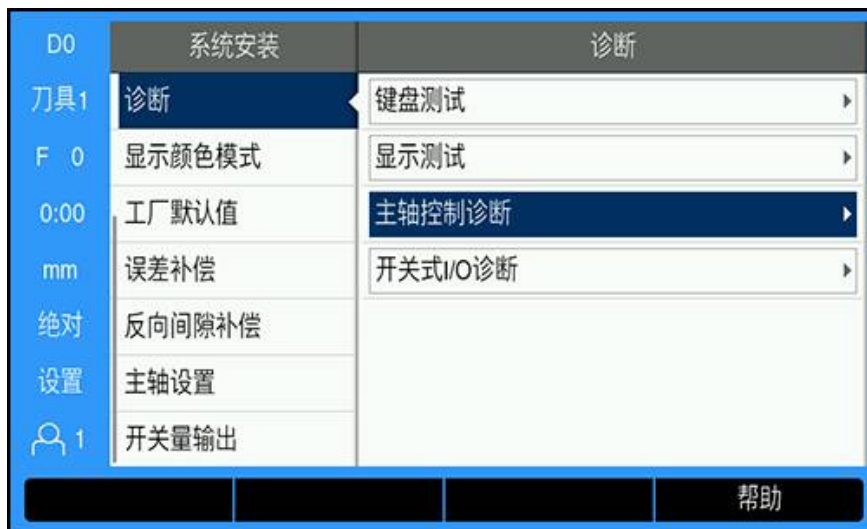 D0 系统安装 诊断
刀具1 诊断 键盘测试
F 0 显示颜色模式 显示测试
0:00 工厂默认值 主轴控制诊断
mm 误差补偿 开关式I/O诊断
绝对 反向间隙补偿
设置 主轴设置
1 开关量输出
帮助